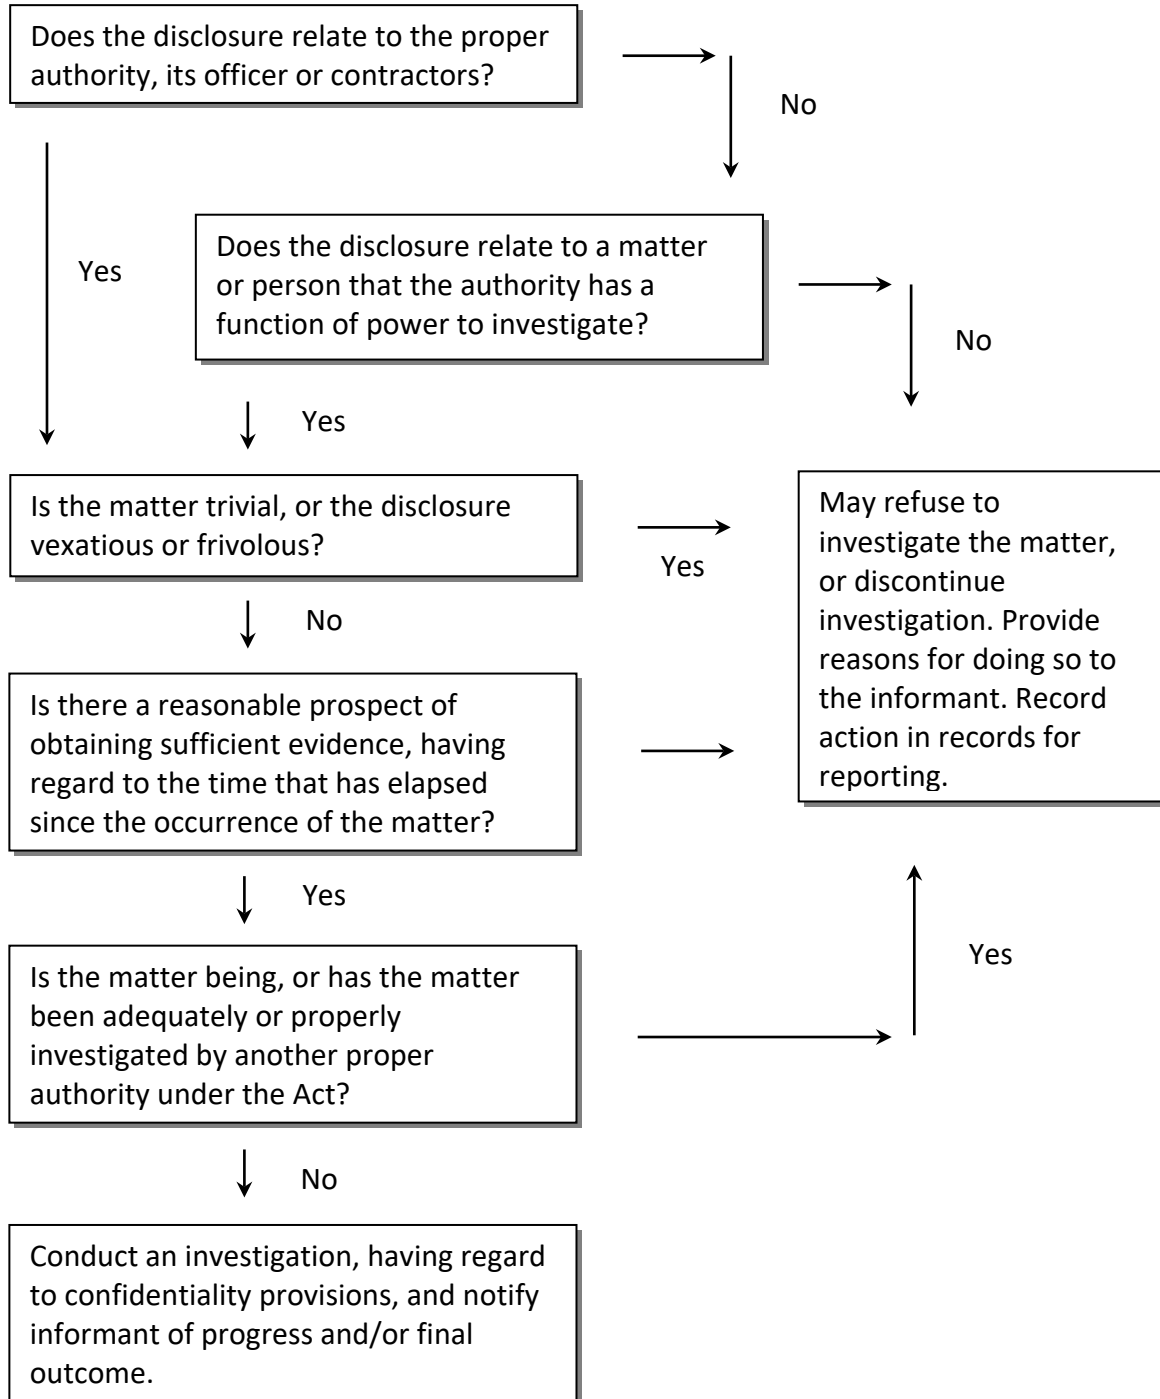 Does the disclosure relate to the proper
authority, its officer or contractors?
No
Yes
Does the disclosure relate to a matter
or person that the authority has a
function of power to investigate?
No
Yes
Is the matter trivial, or the disclosure
vexatious or frivolous?
Yes
May refuse to
investigate the matter,
or discontinue
investigation. Provide
reasons for doing so to
the informant. Record
action in records for
reporting.
No
Is there a reasonable prospect of
obtaining sufficient evidence, having
regard to the time that has elapsed
since the occurrence of the matter?
Yes
Is the matter being, or has the matter
been adequately or properly
investigated by another proper
authority under the Act?
Yes
No
Conduct an investigation, having regard
to confidentiality provisions, and notify
informant of progress and/or final
outcome.